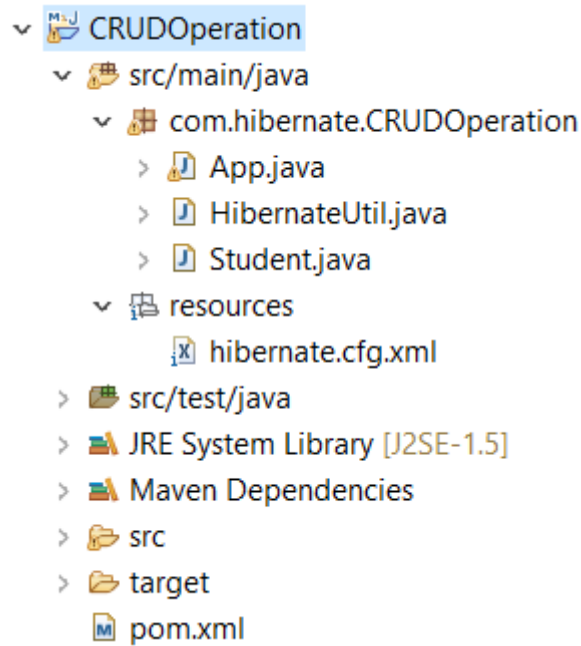 CRUDOperation
src/main/java
com.hibernate.CRUDOperation
App.java
HibernateUtil.java
Student.java
resources
hibernate.cfg.xml
src/test/java
JRE System Library [J2SE-1.5]
Maven Dependencies
src
target
pom.xml